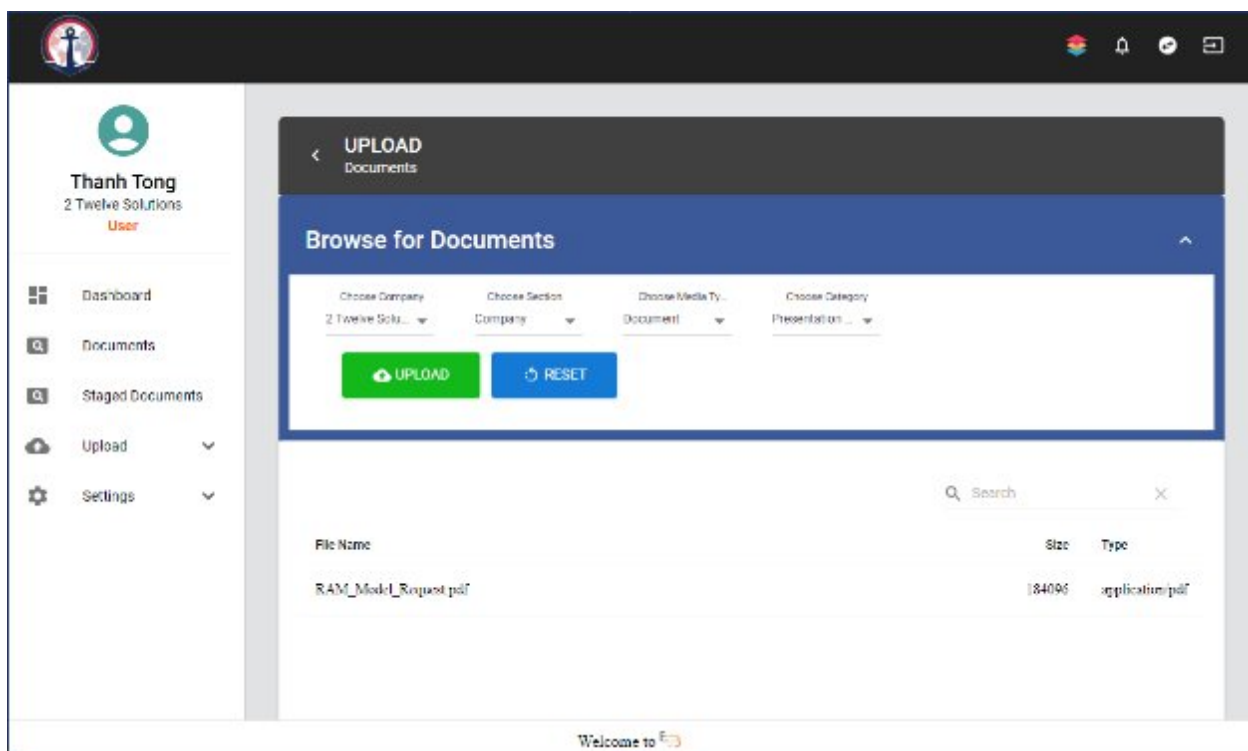 Thanh Tong
2 Twelve Solutions
User
Dashboard
Documents
Staged Documents
Upload
Settings
UPLOAD
Documents
Browse for Documents
Choose Company
2 Twelve Solu...
Choose Section
Company
Choose Media Ty...
Document
Choose Category
Presentation ...
UPLOAD
RESET
Search
File Name Size Type
RAM_Model_Request.pdf 184096 application/pdf
Welcome to